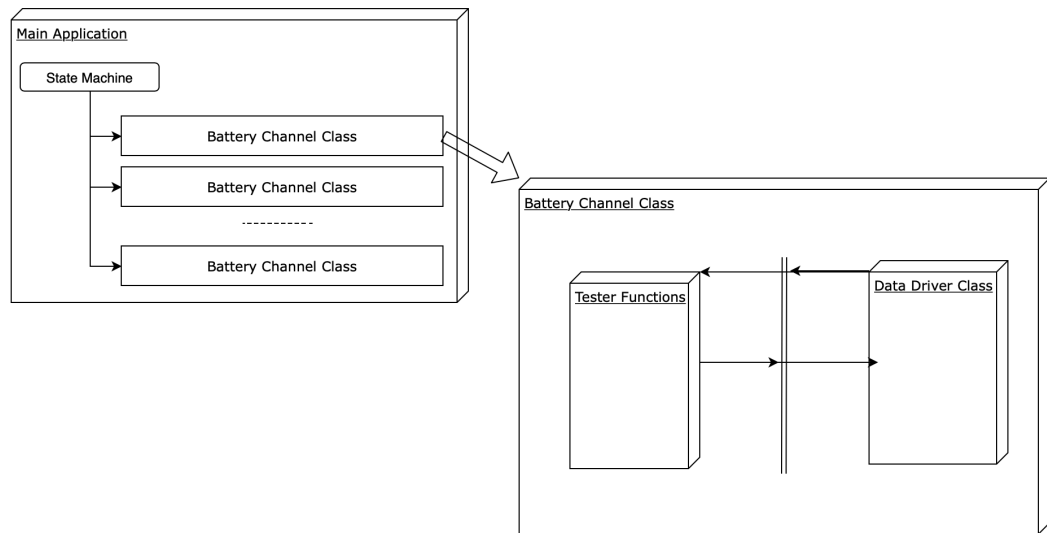 Main Application
State Machine
Battery Channel Class
Battery Channel Class
Battery Channel Class
Battery Channel Class
Tester Functions
Data Driver Class